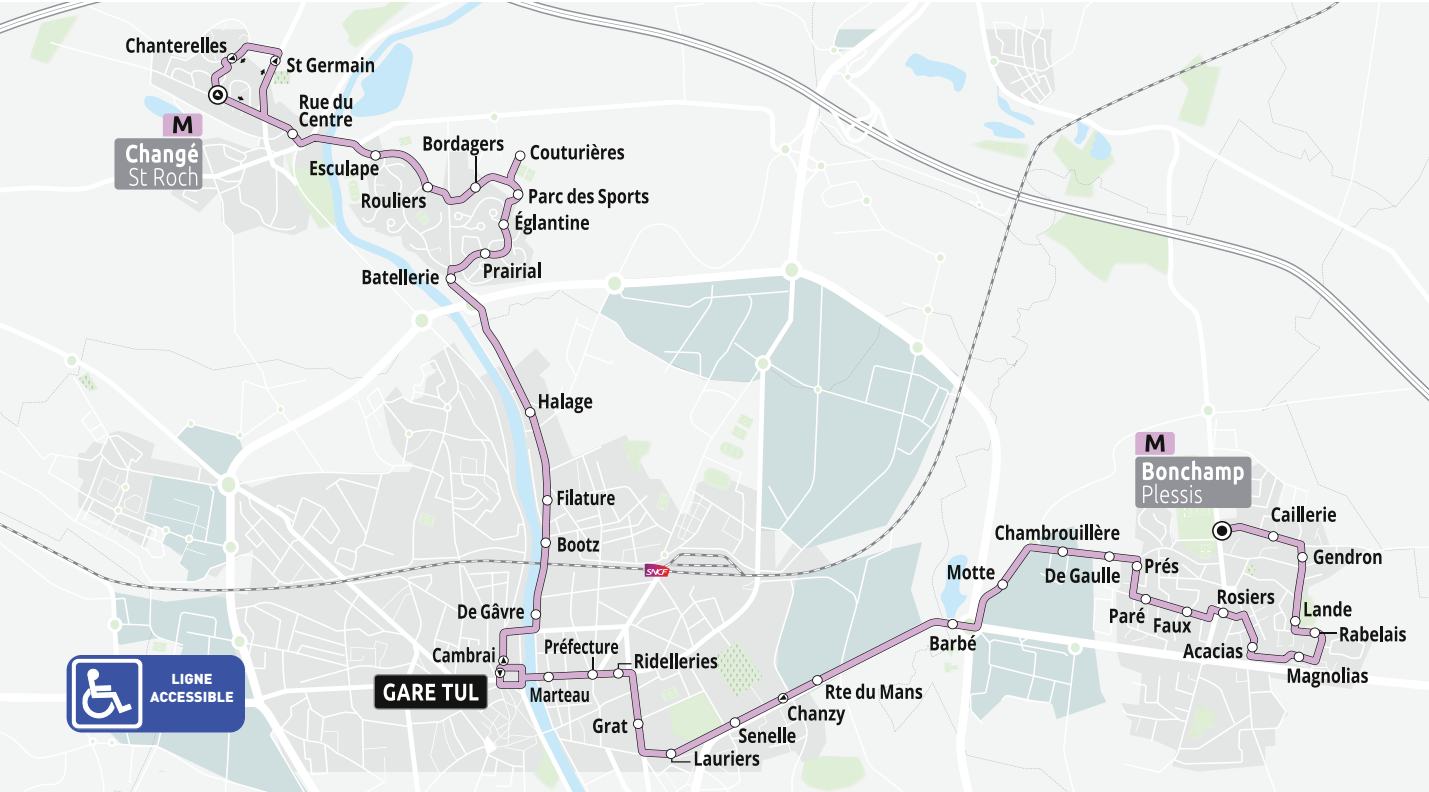 Chanterelles
St Germain
Rue du
Centre
M
Changé
St Roch
Esculape
Bordagers
Couturières
Rouliers
Parc des Sports
Églantine
Batellerie
Prairial
Halage
Filature
Bootz
SNCF
De Gâvre
Cambrai
Préfecture
Ridelleries
GARE TUL
Marteau
Grat
Lauriers
Senelle
Chanzy
Rte du Mans
Barbé
Motte
Chambrouillère
De Gaulle
Prés
Paré
Faux
Rosiers
Acacias
Magnolias
Rabelais
Lande
Gendron
Caillerie
M
Bonchamp
Plessis
LIGNE
ACCESSIBLE